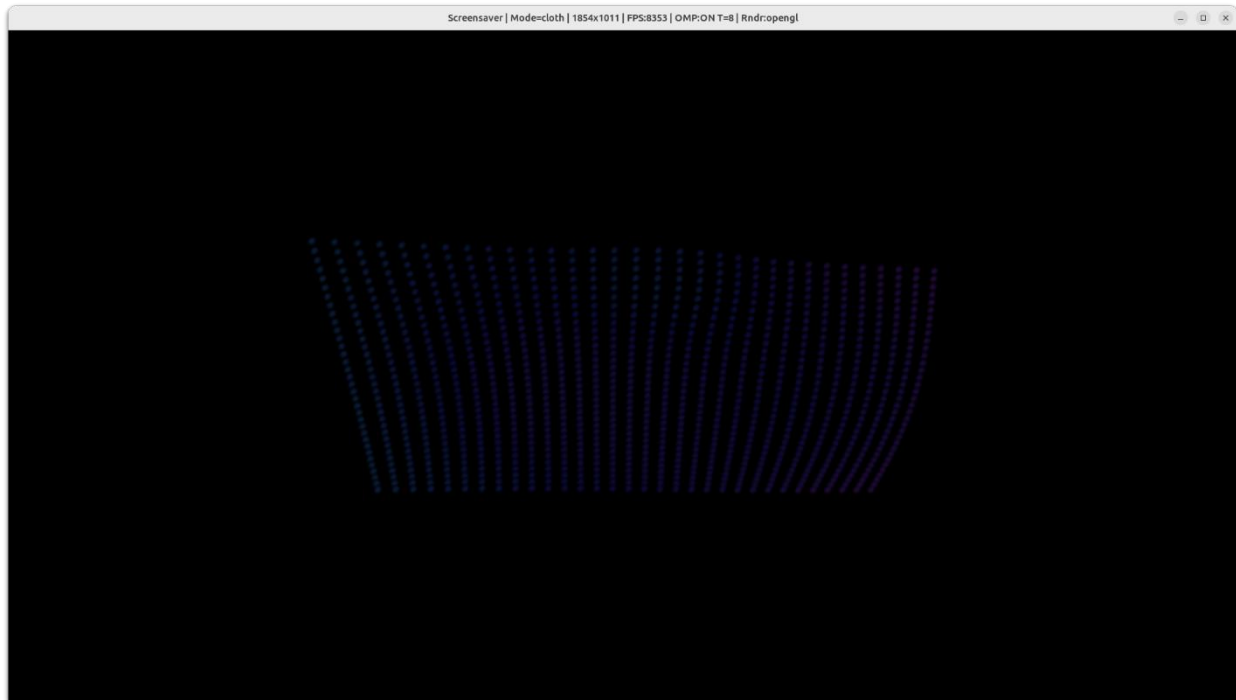 Screensaver | Mode=cloth | 1854x1011 | FPS:8353 | OMP:ON T=8 | Rndr:opengl